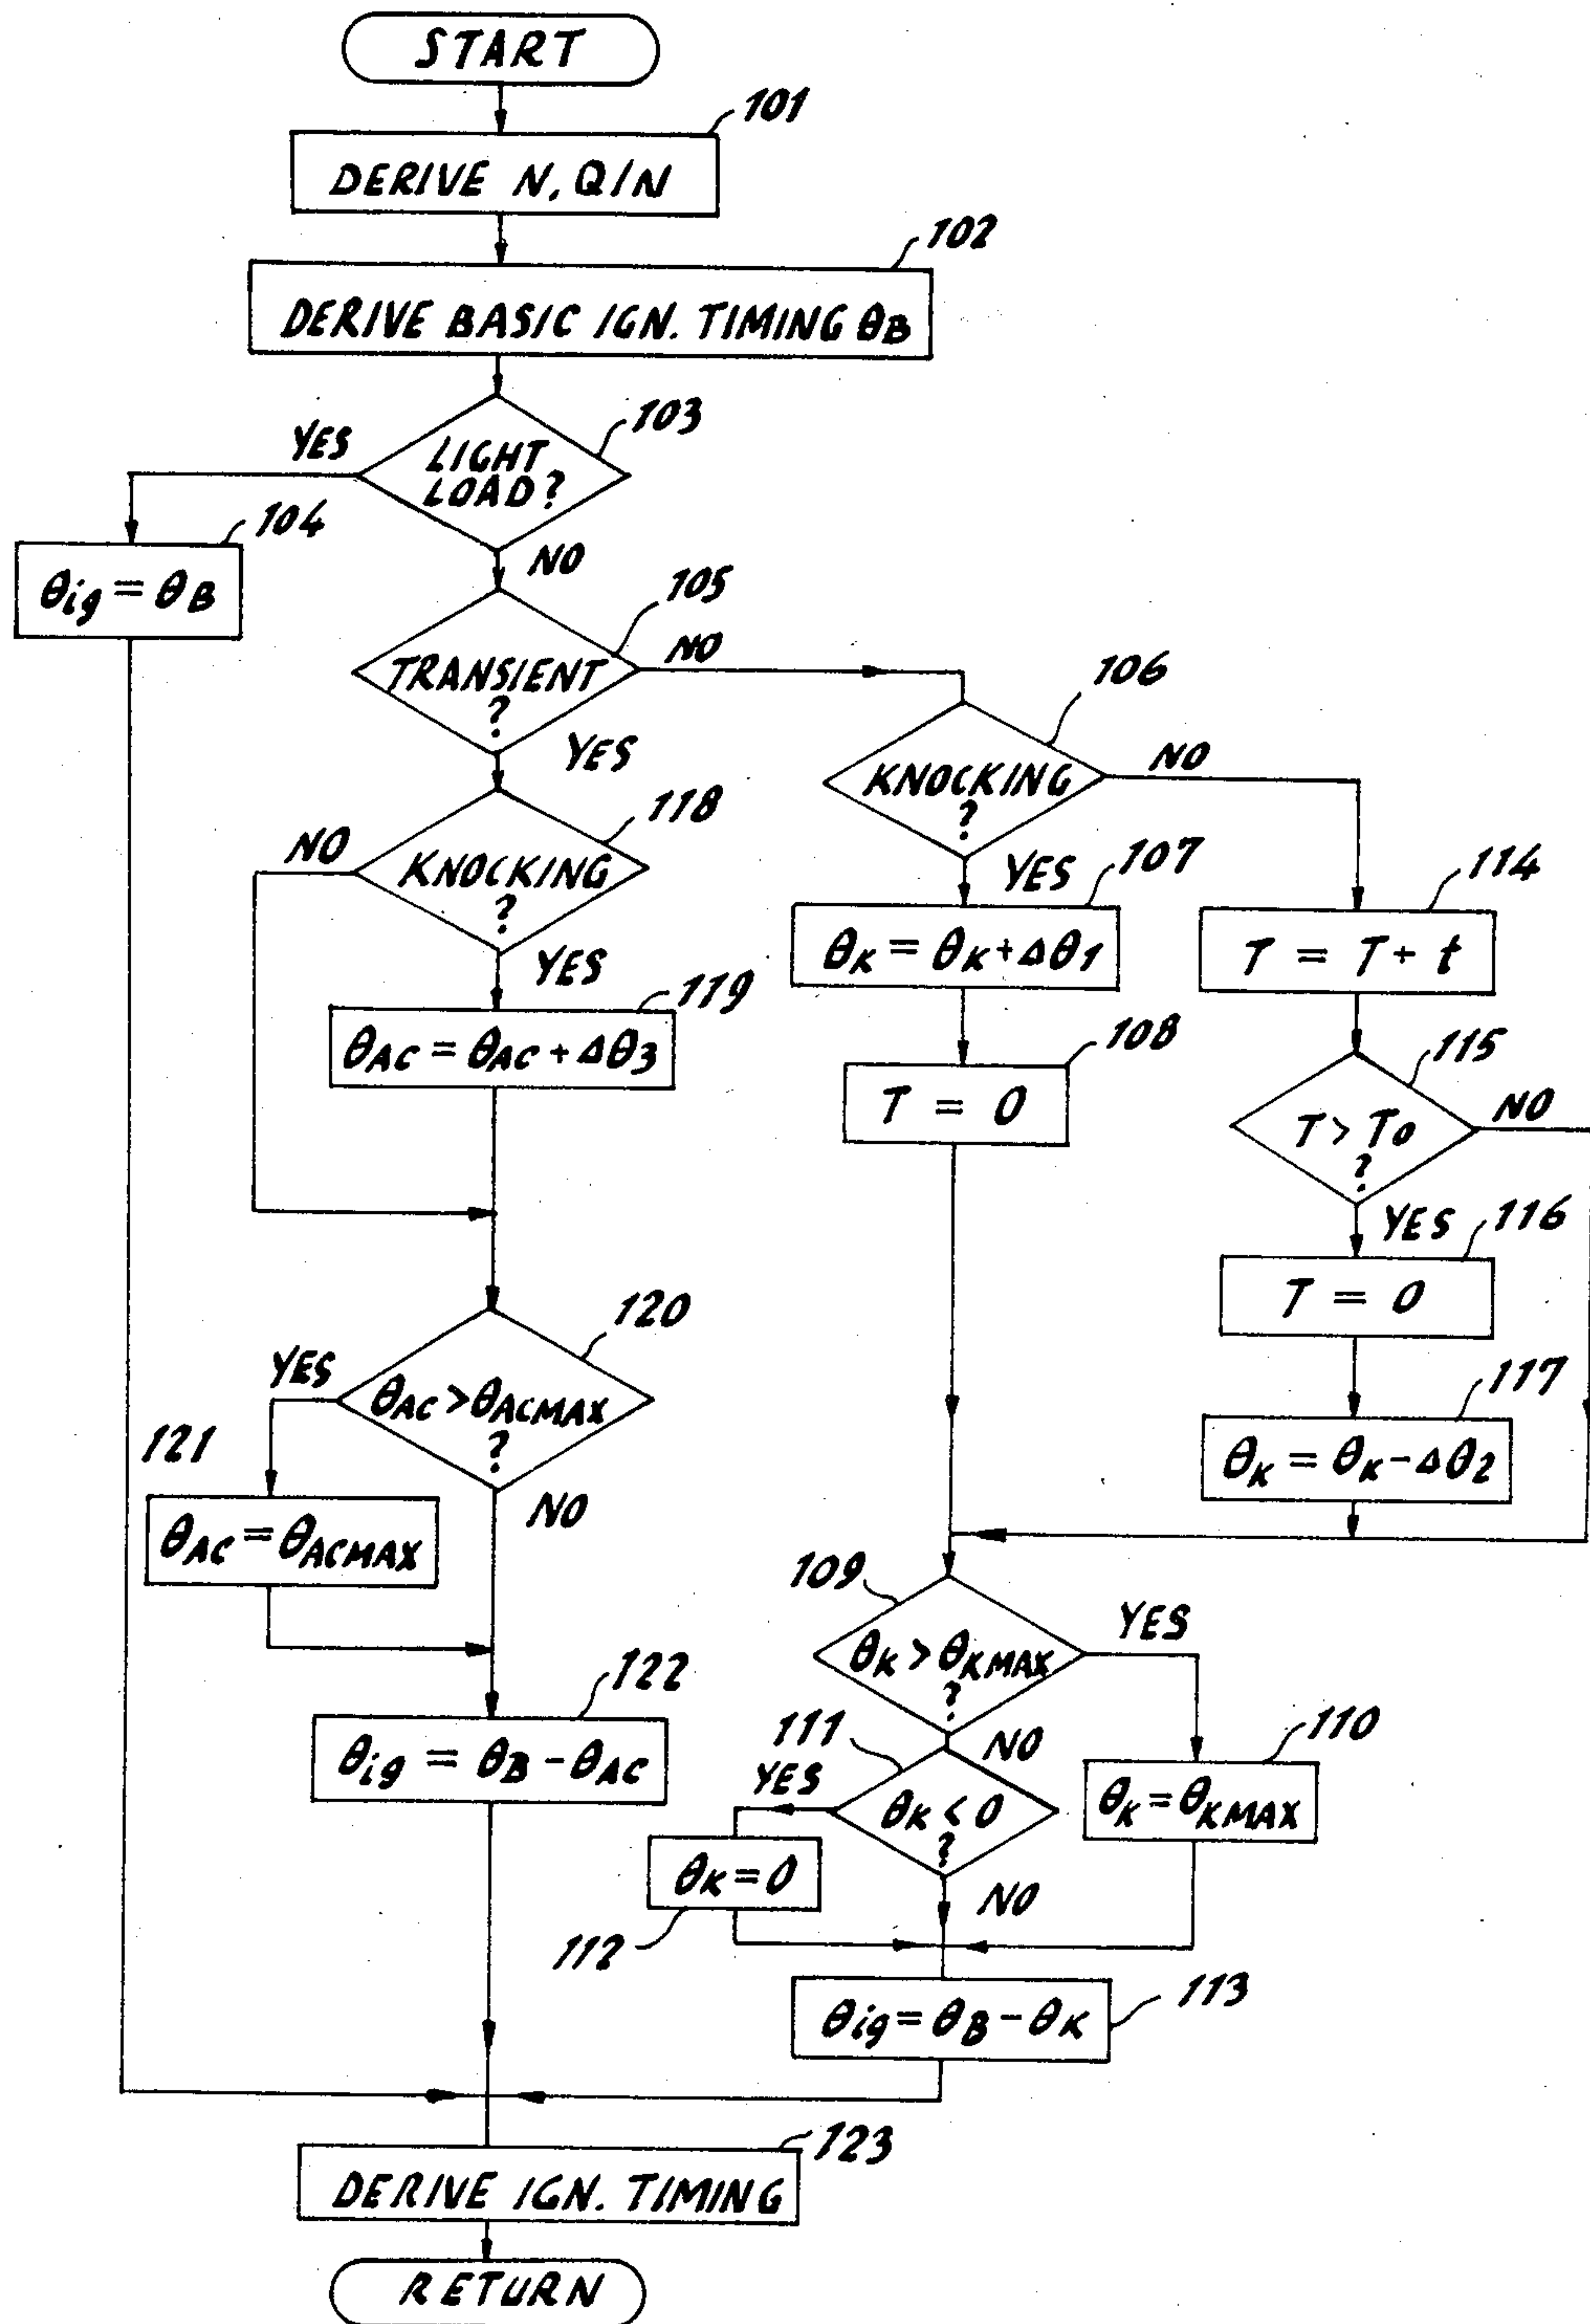 START
101
DERIVE N, Q/N
102
DERIVE BASIC IGN. TIMING θB
103
YES
LIGHT
LOAD?
104
NO
θig = θB
105
NO
TRANSIENT
?
106
YES
KNOCKING
?
NO
118
NO
KNOCKING
?
YES
107
114
θK = θK + Δθ1
T = T + t
YES
119
θAC = θAC + Δθ3
108
T = 0
115
T > To
?
NO
YES
116
T = 0
120
YES
θAC > θACMAX
?
117
θK = θK - Δθ2
121
NO
θAC = θACMAX
109
YES
θK > θKMAX
?
122
θig = θB - θAC
111
NO
110
YES
θK < 0
?
θK = θKMAX
θK = 0
NO
112
113
θig = θB - θK
123
DERIVE IGN. TIMING
RETURN